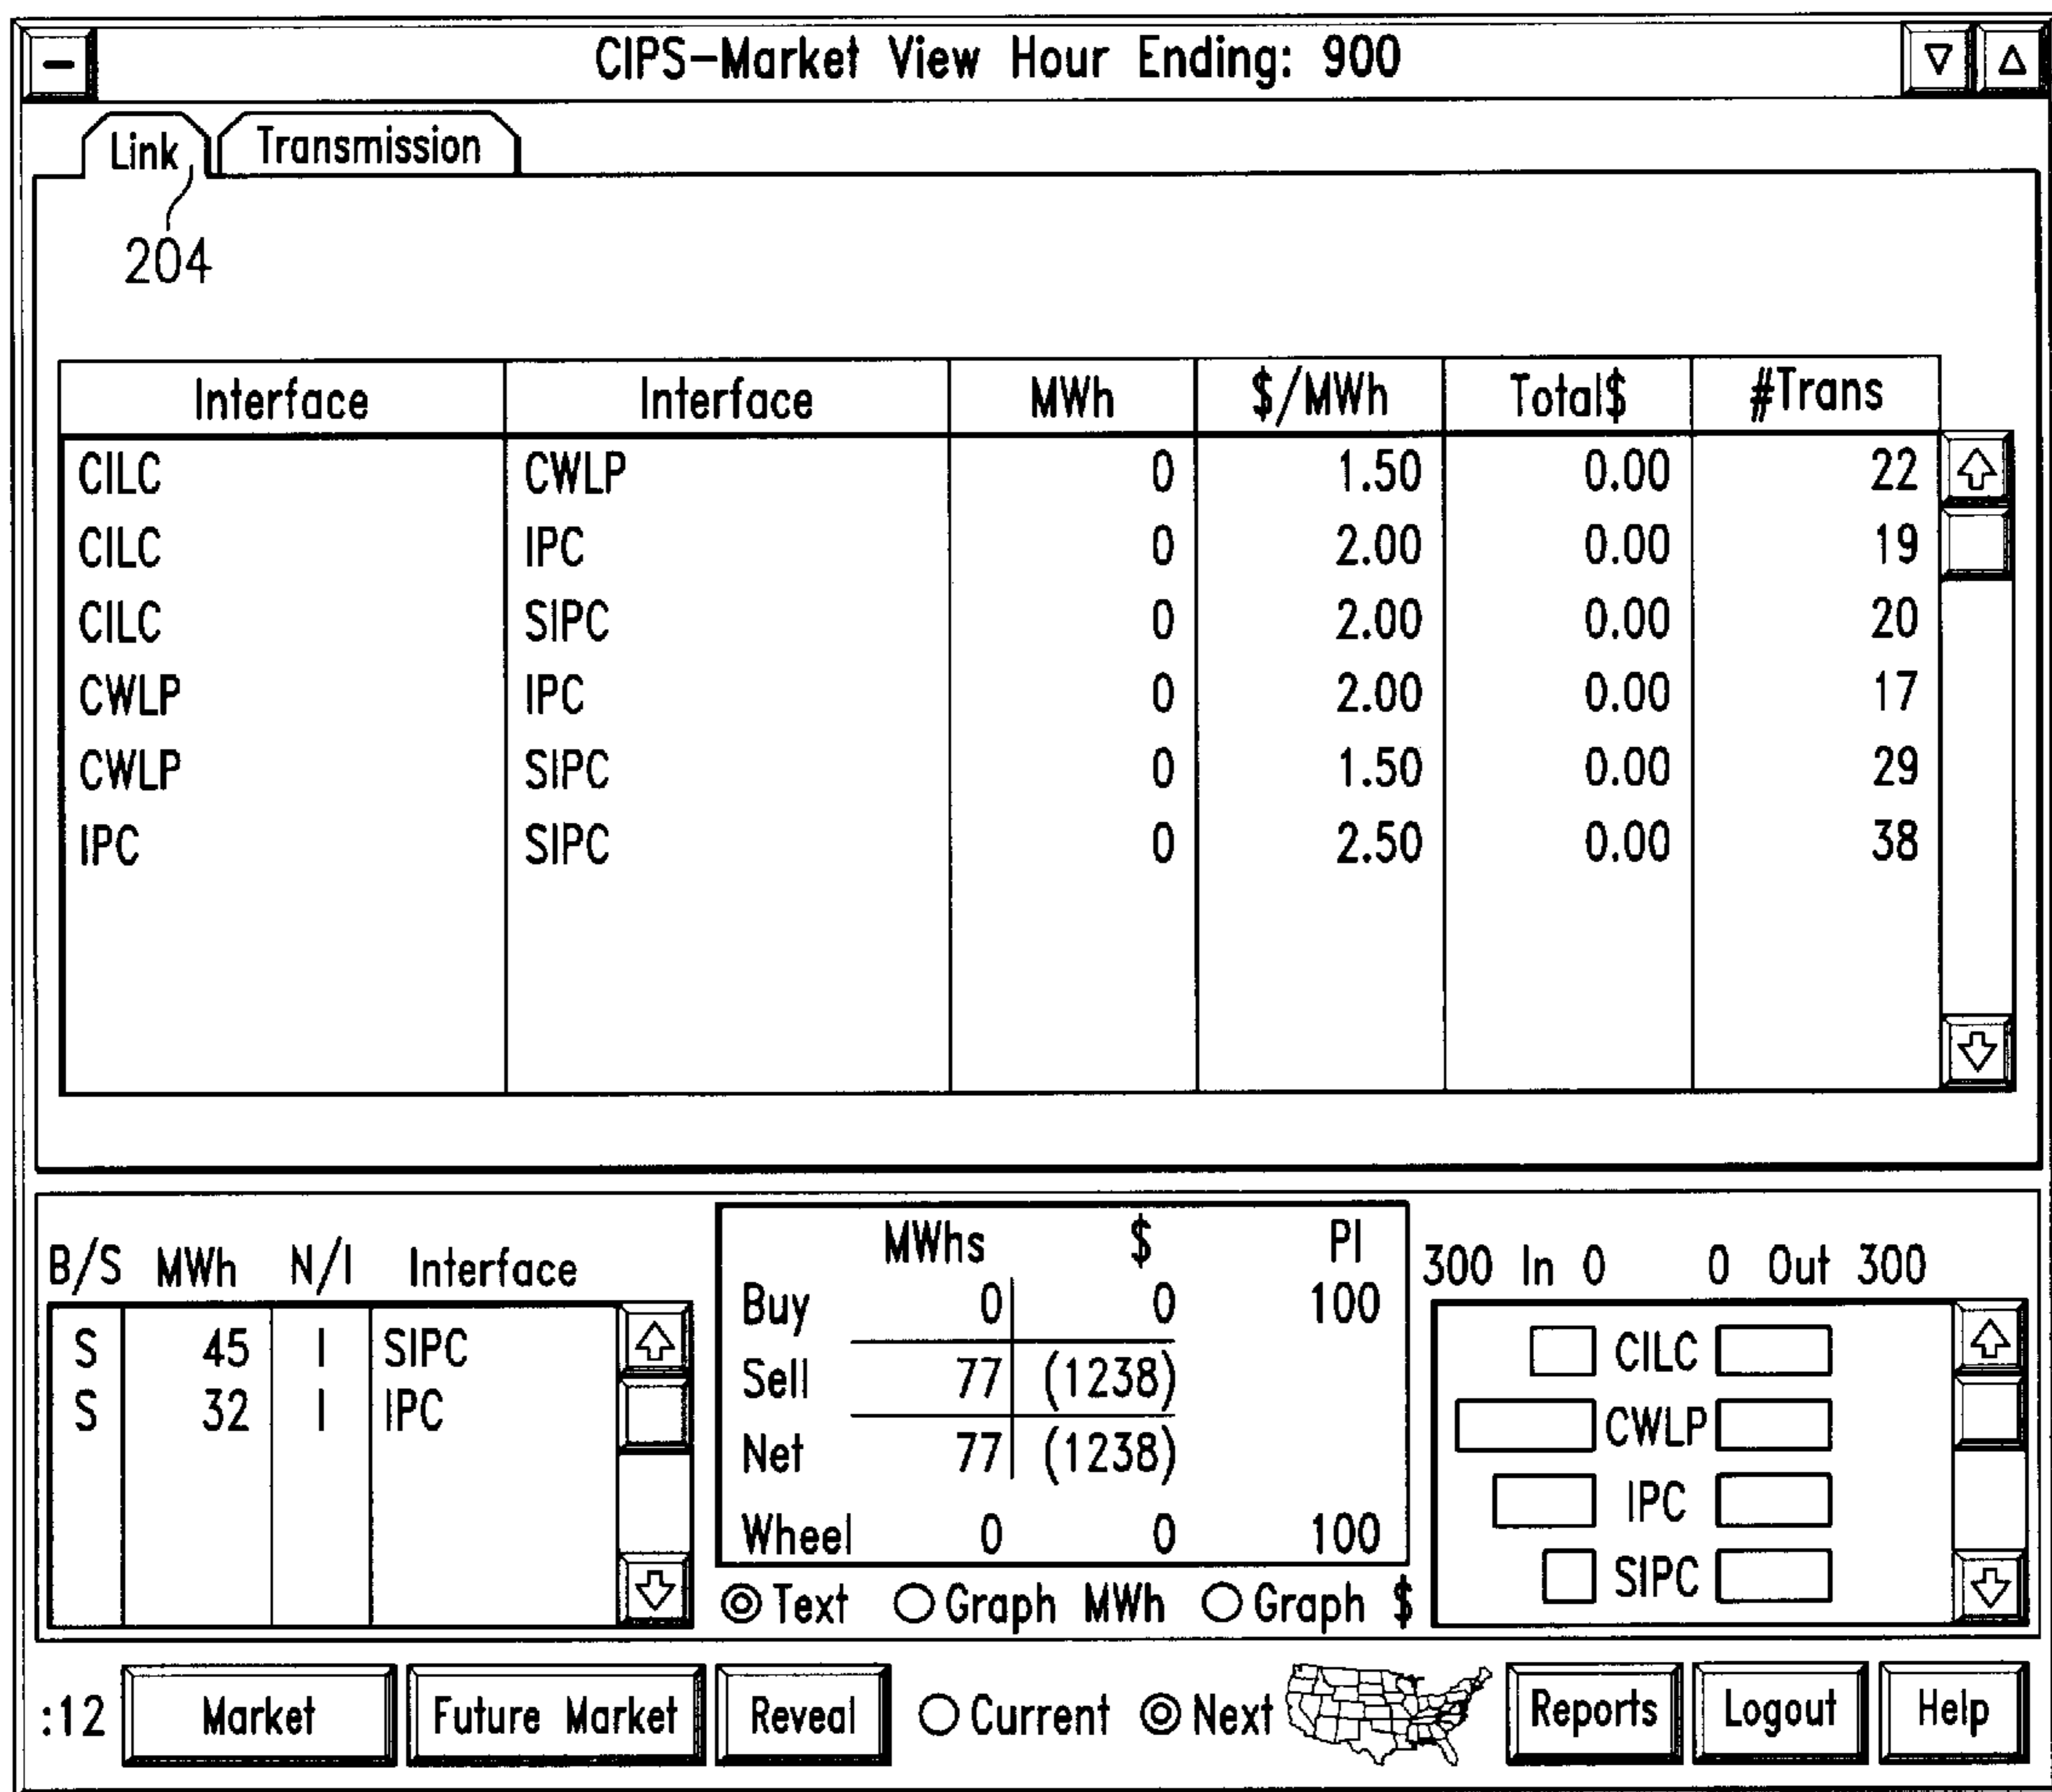 CIPS-Market View Hour Ending: 900
Link Transmission
204
Interface Interface MWh $/MWh Total$ #Trans
CILC CWLP 0 1.50 0.00 22
CILC IPC 0 2.00 0.00 19
CILC SIPC 0 2.00 0.00 20
CWLP IPC 0 2.00 0.00 17
CWLP SIPC 0 1.50 0.00 29
IPC SIPC 0 2.50 0.00 38
B/S MWh N/I Interface
S 45 I SIPC
S 32 I IPC
MWhs $ PI
Buy 0 0 100
Sell 77 (1238)
Net 77 (1238)
Wheel 0 0 100
Text Graph MWh Graph $
300 In 0 0 Out 300
CILC
CWLP
IPC
SIPC
:12 Market Future Market Reveal Current Next Reports Logout Help